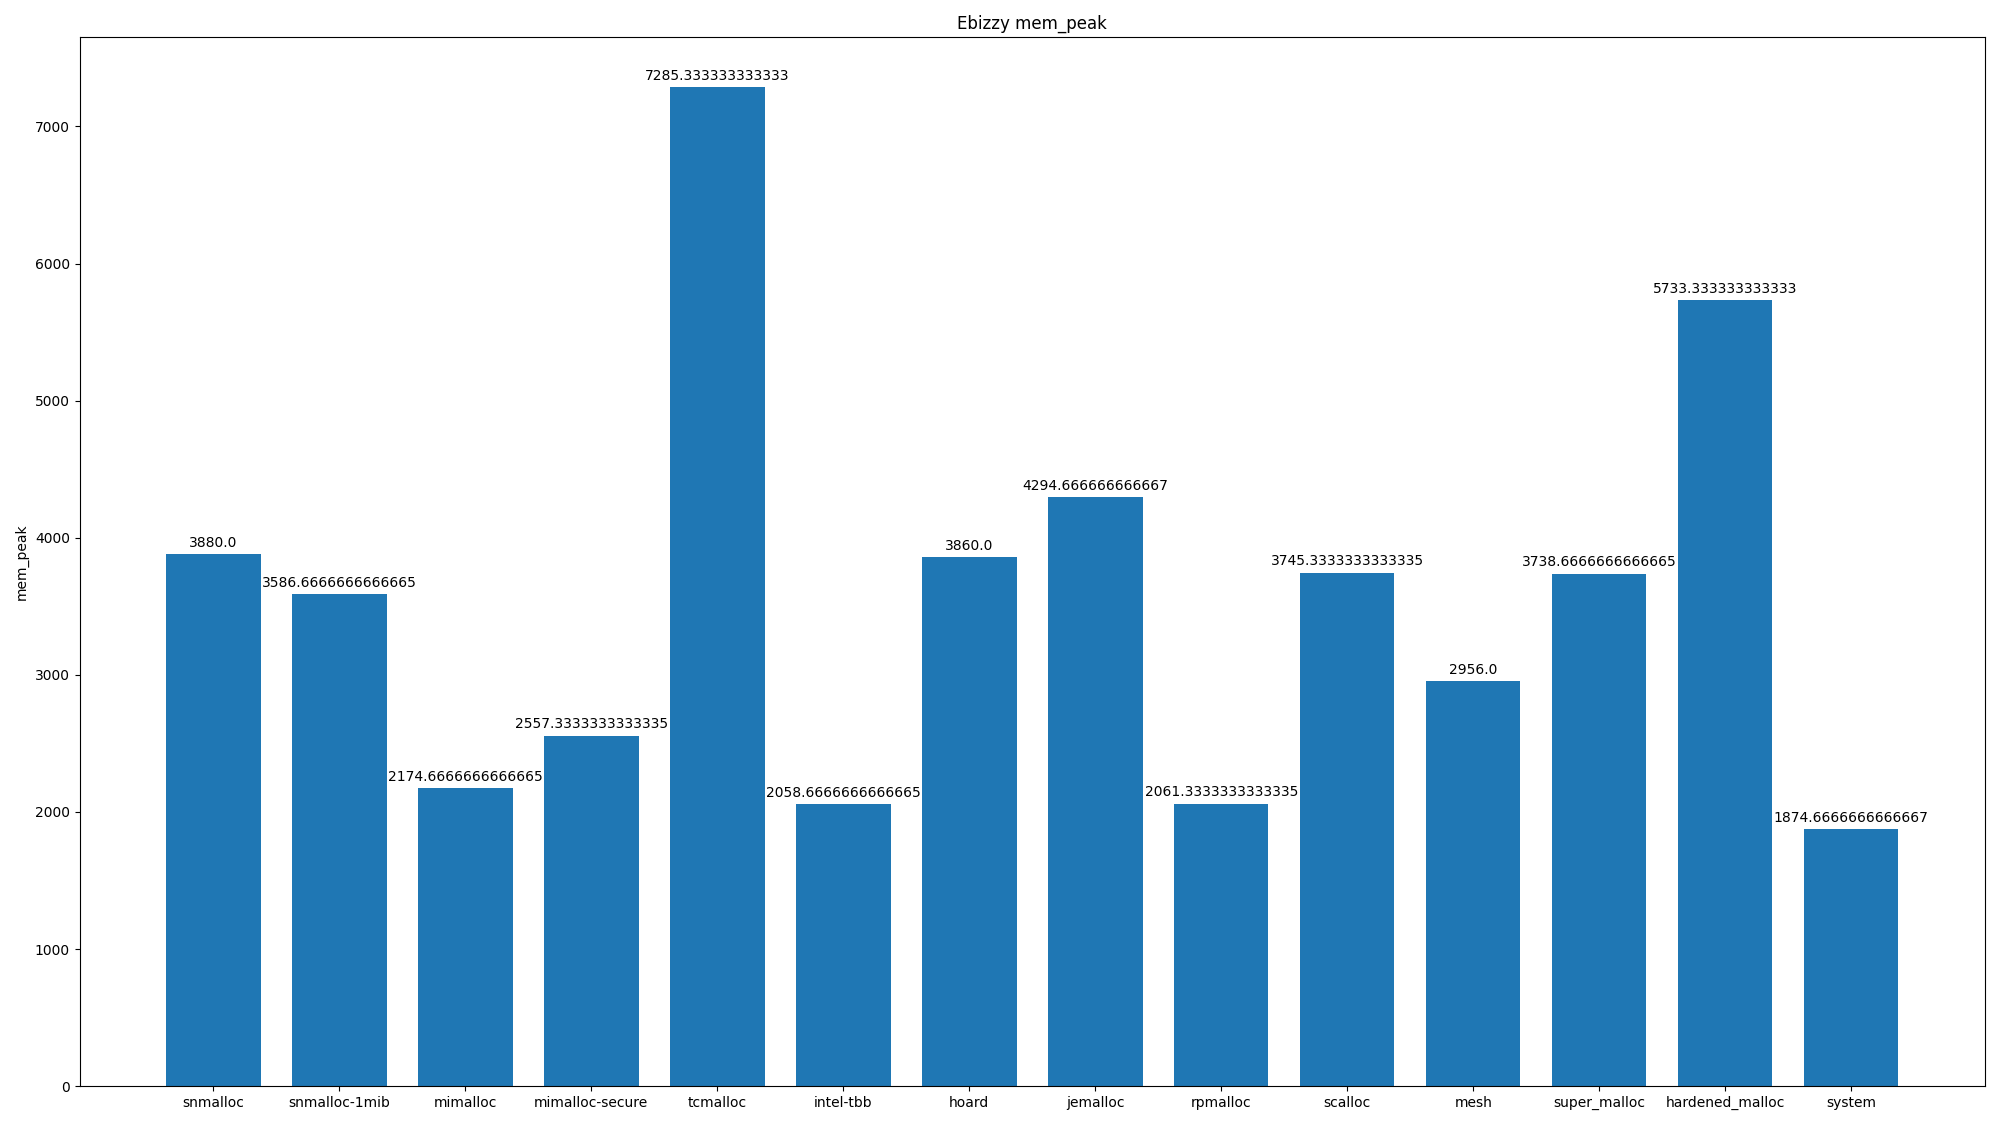 Ebizzy mem_peak
mem_peak
7000
6000
5000
4000
3000
2000
1000
0
3880.0
3586.6666666666665
2174.6666666666665
2557.3333333333335
7285.333333333333
2058.6666666666665
3860.0
4294.666666666667
2061.3333333333335
3745.3333333333335
2956.0
3738.6666666666665
5733.333333333333
1874.6666666666667
snmalloc
snmalloc-1mib
mimalloc
mimalloc-secure
tcmalloc
intel-tbb
hoard
jemalloc
rpmalloc
scalloc
mesh
super_malloc
hardened_malloc
system